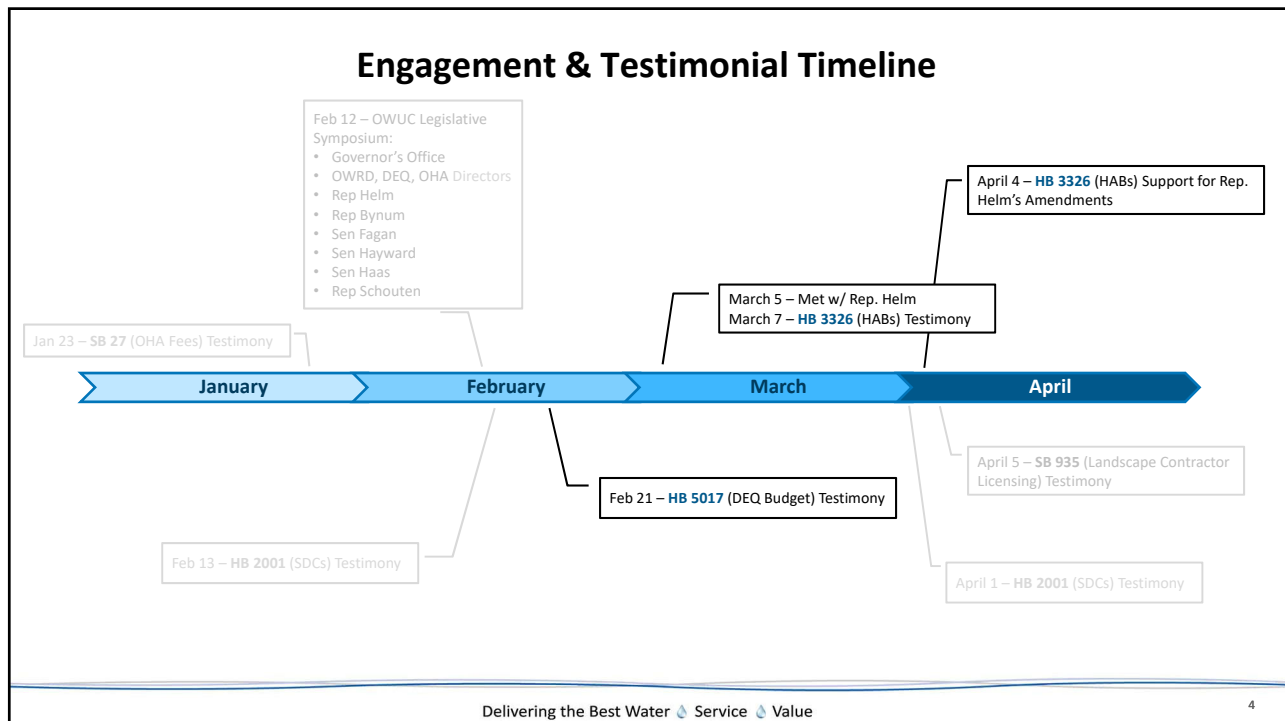 Engagement & Testimonial Timeline
Feb 12 – OWUC Legislative
Symposium:
• Governor's Office
• OWRD, DEQ, OHA Directors
• Rep Helm
• Rep Bynum
• Sen Fagan
• Sen Hayward
• Sen Haas
• Rep Schouten
April 4 – HB 3326 (HABs) Support for Rep.
Helm's Amendments
March 5 – Met w/ Rep. Helm
March 7 – HB 3326 (HABs) Testimony
Jan 23 – SB 27 (OHA Fees) Testimony
January
February
March
April
April 5 – SB 935 (Landscape Contractor
Licensing) Testimony
Feb 21 – HB 5017 (DEQ Budget) Testimony
Feb 13 – HB 2001 (SDCs) Testimony
April 1 – HB 2001 (SDCs) Testimony
Delivering the Best Water Service Value
4